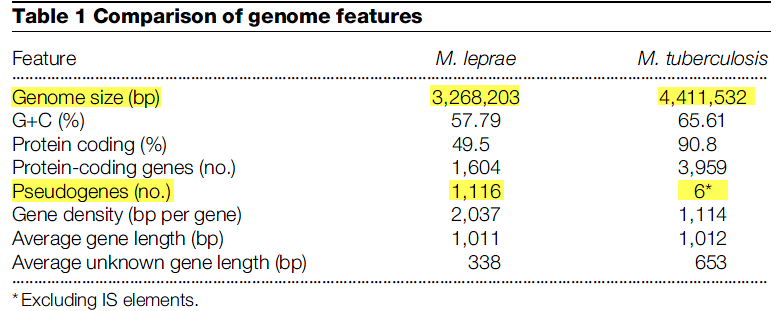 Table 1 Comparison of genome features
Feature M. leprae M. tuberculosis
Genome size (bp) 3,268,203 4,411,532
G+C (%) 57.79 65.61
Protein coding (%) 49.5 90.8
Protein-coding genes (no.) 1,604 3,959
Pseudogenes (no.) 1,116 6*
Gene density (bp per gene) 2,037 1,114
Average gene length (bp) 1,011 1,012
Average unknown gene length (bp) 338 653
*Excluding IS elements.